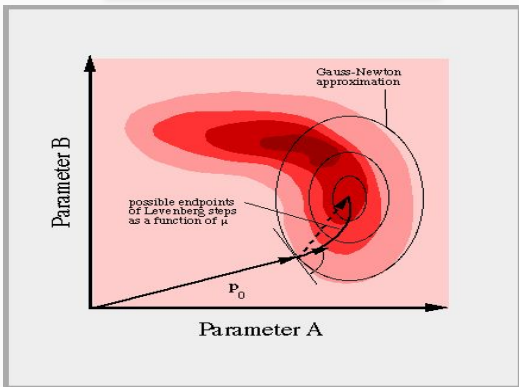 Gauss-Newton
approximation
Parameter B
possible endpoints
of Levenberg steps
as a function of μ
P0
Parameter A